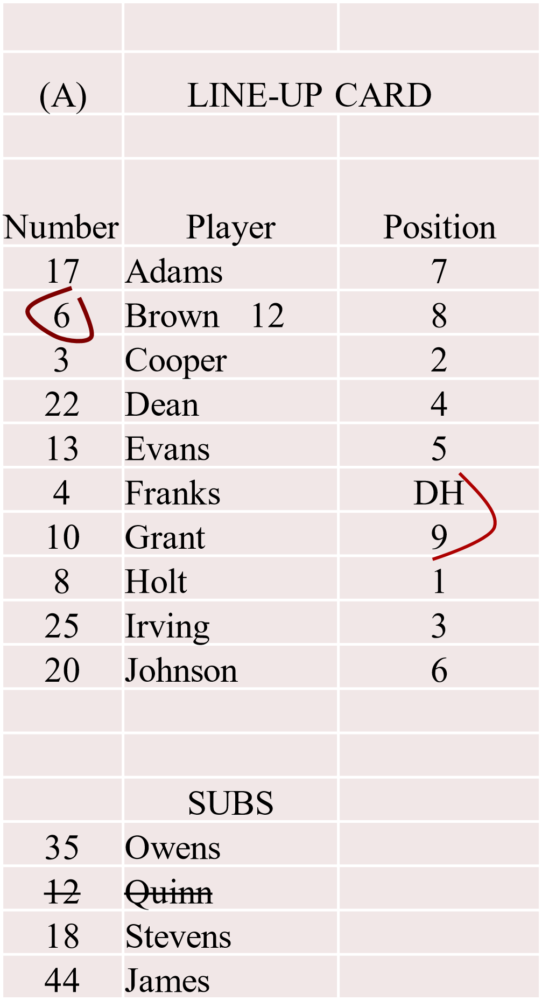 (A) LINE-UP CARD
Number Player Position
17 Adams 7
6 Brown 12 8
3 Cooper 2
22 Dean 4
13 Evans 5
4 Franks DH
10 Grant 9
8 Holt 1
25 Irving 3
20 Johnson 6
SUBS
35 Owens
12 Quinn
18 Stevens
44 James